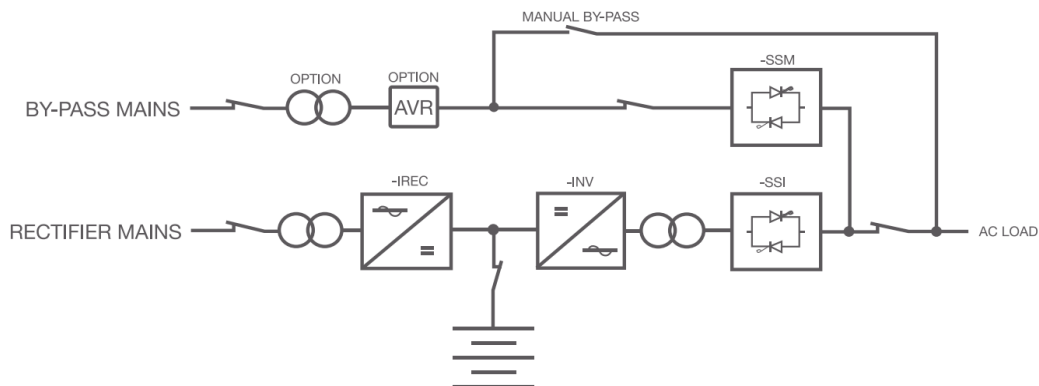 MANUAL BY-PASS
-SSM
OPTION
OPTION
BY-PASS MAINS
AVR
-IREC
-INV
-SSI
RECTIFIER MAINS
AC LOAD